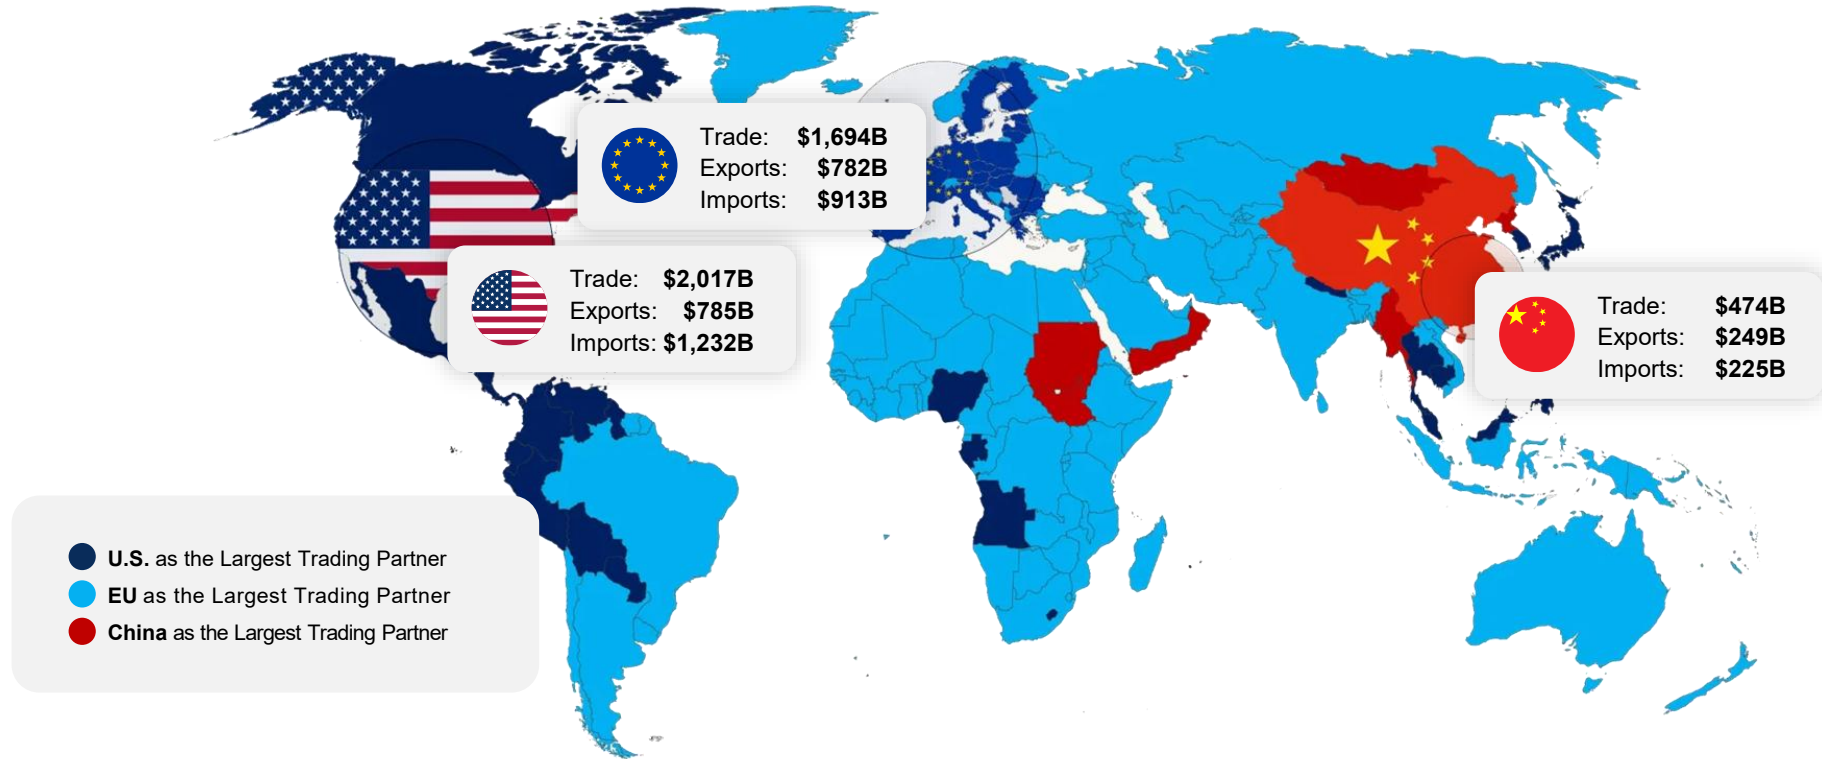 Trade: $1,694B
Exports: $782B
Imports: $913B
Trade: $2,017B
Exports: $785B
Imports: $1,232B
Trade: $474B
Exports: $249B
Imports: $225B
U.S. as the Largest Trading Partner
EU as the Largest Trading Partner
China as the Largest Trading Partner